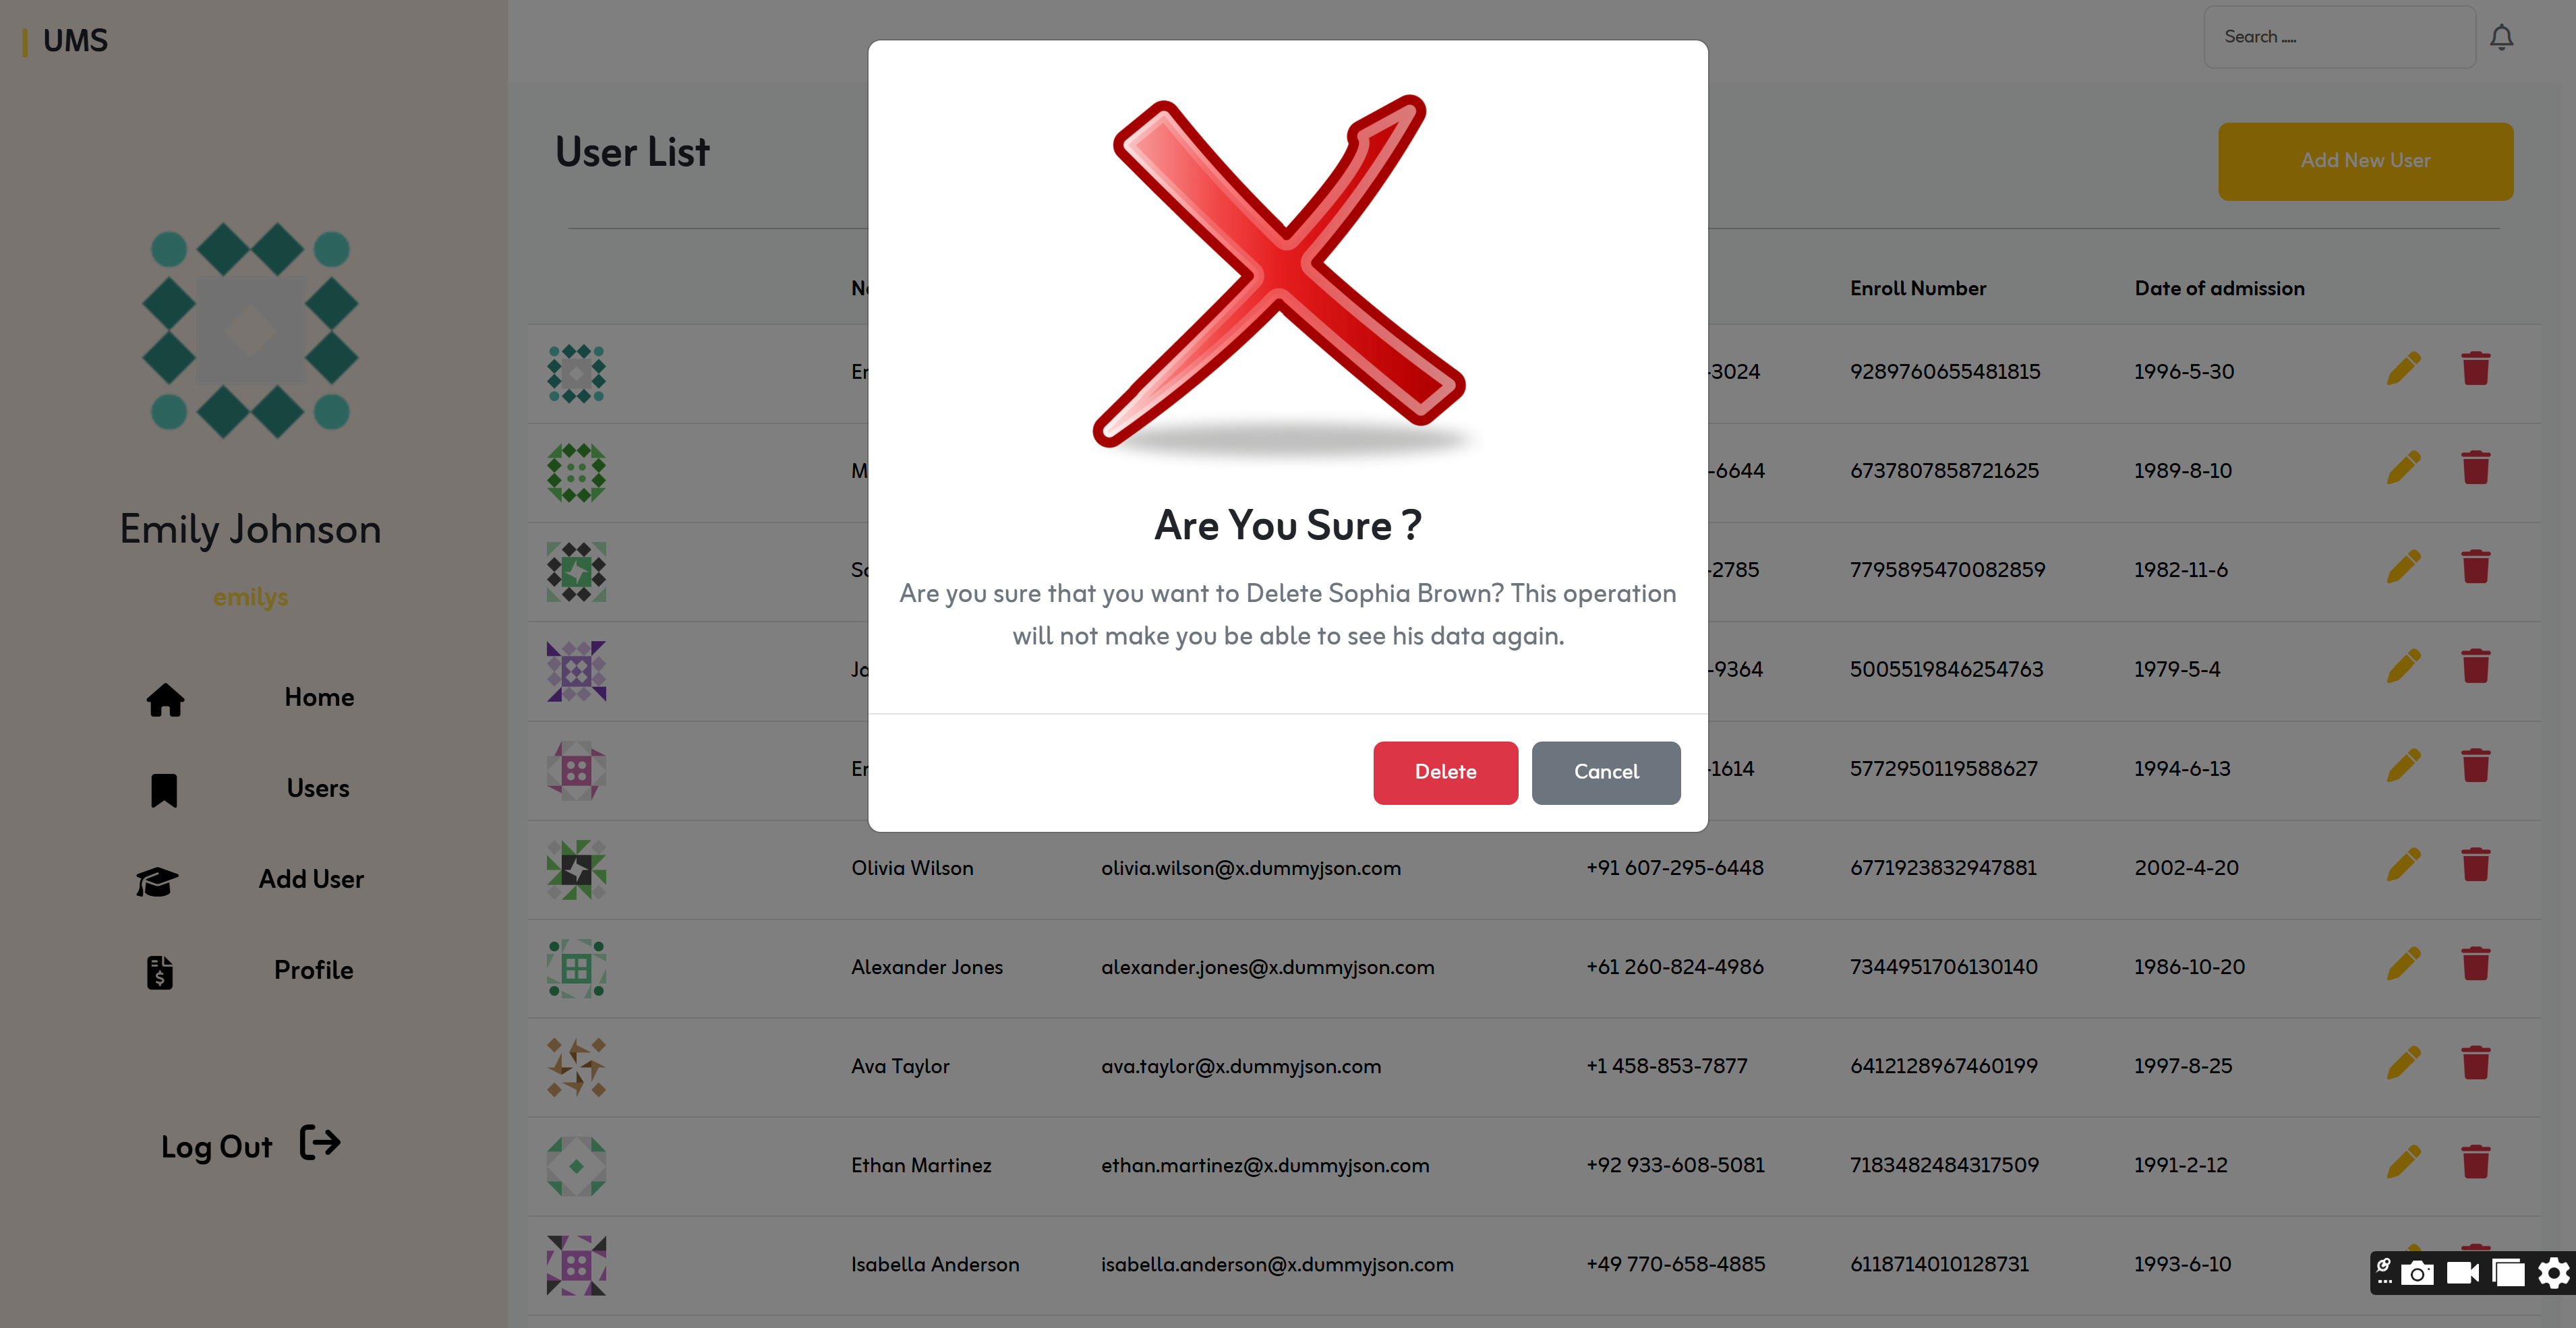 UMS
Search .....
User List
Add New User
Enroll Number
Date of admission
-3024 9289760655481815 1996-5-30
-6644 6737807858721625 1989-8-10
-2785 7795895470082859 1982-11-6
-9364 5005519846254763 1979-5-4
-1614 5772950119588627 1994-6-13
Olivia Wilson olivia.wilson@x.dummyjson.com +91 607-295-6448 6771923832947881 2002-4-20
Alexander Jones alexander.jones@x.dummyjson.com +61 260-824-4986 7344951706130140 1986-10-20
Ava Taylor ava.taylor@x.dummyjson.com +1 458-853-7877 6412128967460199 1997-8-25
Ethan Martinez ethan.martinez@x.dummyjson.com +92 933-608-5081 7183482484317509 1991-2-12
Isabella Anderson isabella.anderson@x.dummyjson.com +49 770-658-4885 6118714010128731 1993-6-10
Emily Johnson
emilys
Home
Users
Add User
Profile
Log Out
Are You Sure ?
Are you sure that you want to Delete Sophia Brown? This operation
will not make you be able to see his data again.
Delete
Cancel